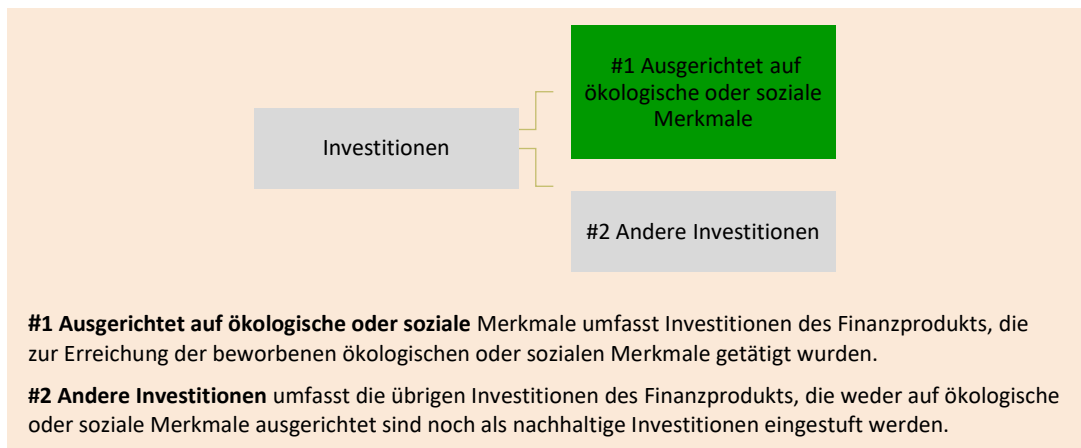 #1 Ausgerichtet auf
ökologische oder soziale
Merkmale
Investitionen
#2 Andere Investitionen
#1 Ausgerichtet auf ökologische oder soziale Merkmale umfasst Investitionen des Finanzprodukts, die
zur Erreichung der beworbenen ökologischen oder sozialen Merkmale getätigt wurden.
#2 Andere Investitionen umfasst die übrigen Investitionen des Finanzprodukts, die weder auf ökologische
oder soziale Merkmale ausgerichtet sind noch als nachhaltige Investitionen eingestuft werden.